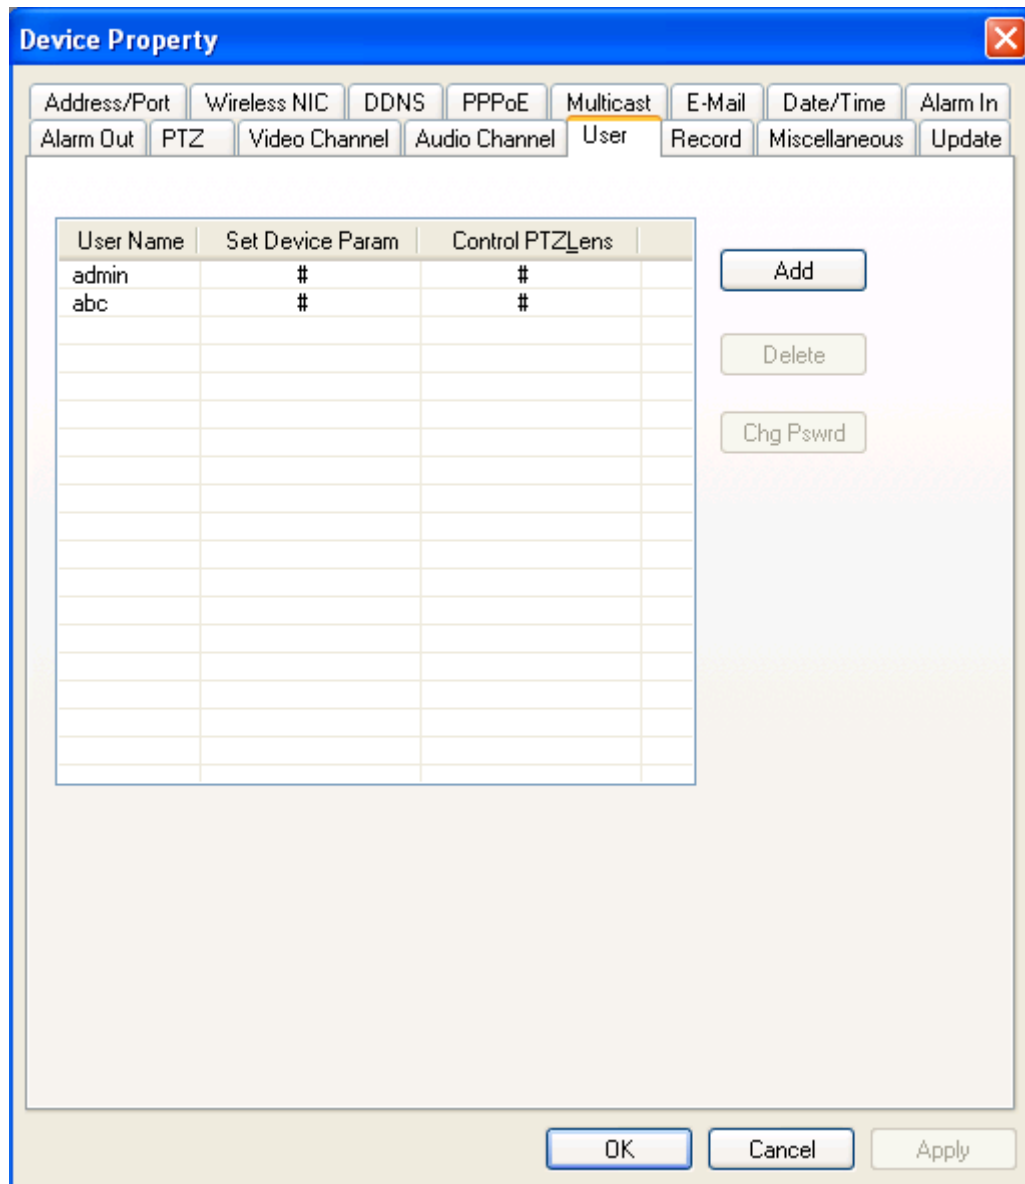 Device Property
Address/Port Wireless NIC DDNS PPPoE Multicast E-Mail Date/Time Alarm In
Alarm Out PTZ Video Channel Audio Channel User Record Miscellaneous Update
User Name Set Device Param Control PTZLens
admin # #
abc # #
Add
Delete
Chg Pswrd
OK Cancel Apply